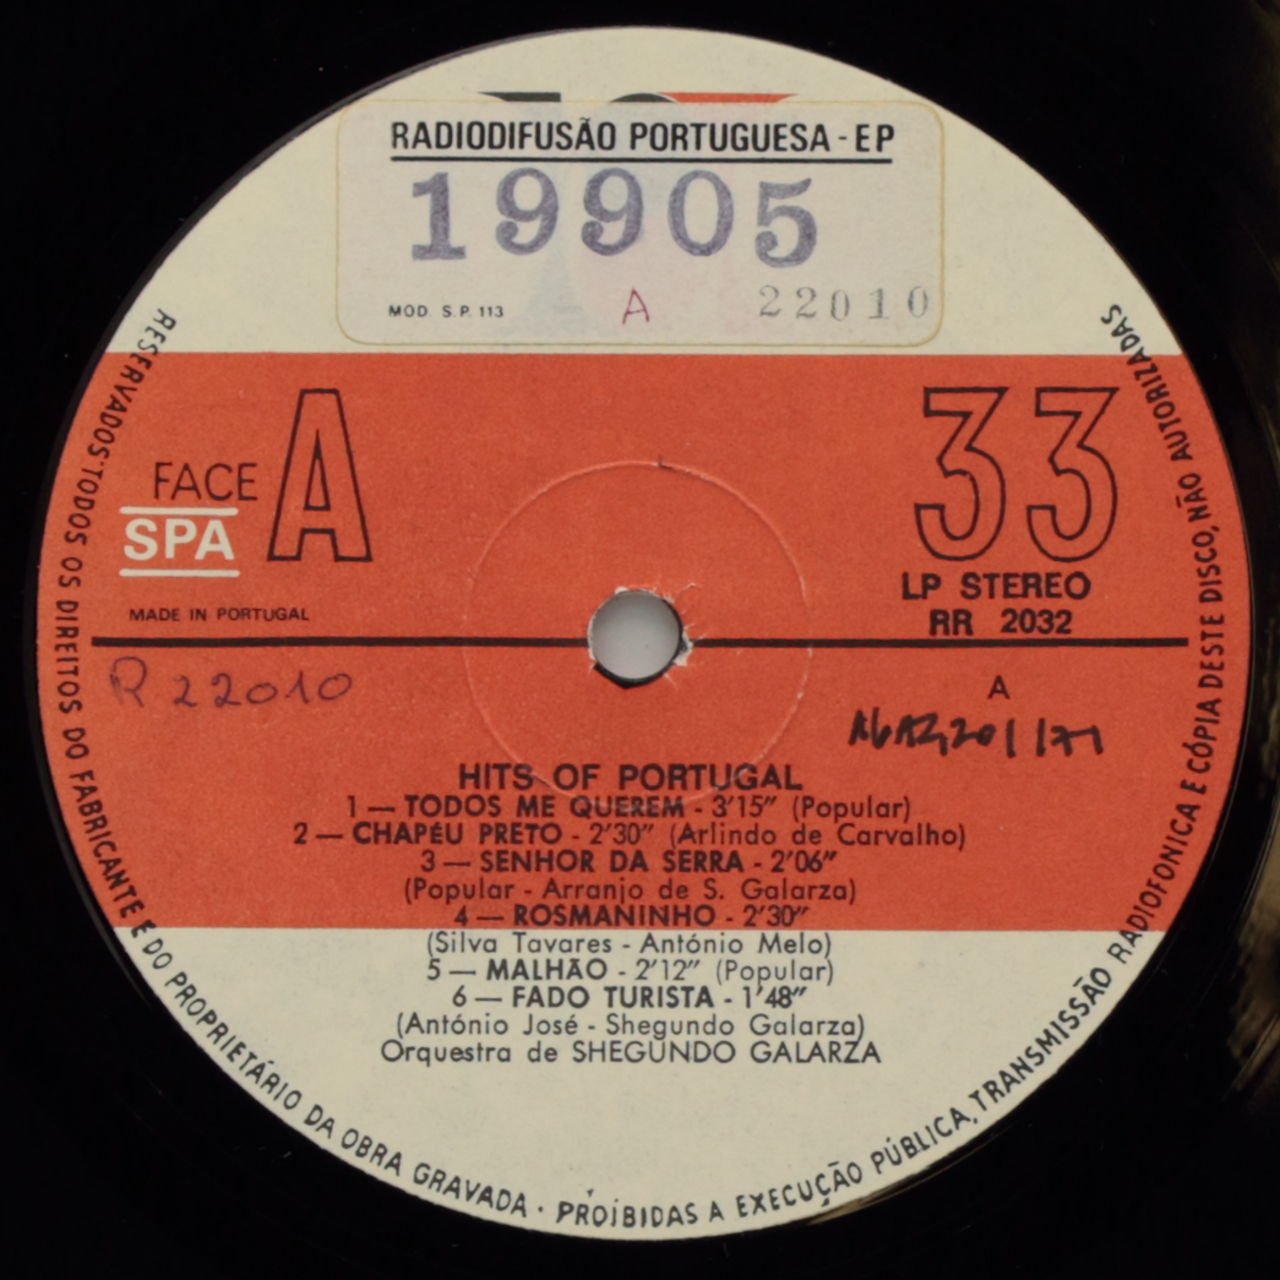 RADIODIFUSÃO PORTUGUESA - EP
19905
MOD. S.P. 113
A
22010
RESERVADOS TODOS OS DIREITOS DO FABRICANTE E DO PROPRIETÁRIO DA OBRA GRAVADA · PROIBIDAS A EXECUÇÃO PÚBLICA, TRANSMISSÃO RADIOFONICA E CÓPIA DESTE DISCO, NÃO AUTORIZADAS
FACE A
33
SPA
LP STEREO
MADE IN PORTUGAL
RR 2032
R 22010
A
HITS OF PORTUGAL
1 — TODOS ME QUEREM - 3'15" (Popular)
2 — CHAPÉU PRETO - 2'30" (Arlindo de Carvalho)
3 — SENHOR DA SERRA - 2'06"
(Popular - Arranjo de S. Galarza)
4 — ROSMANINHO - 2'30"
(Silva Tavares - António Melo)
5 — MALHÃO - 2'12" (Popular)
6 — FADO TURISTA - 1'48"
(António José - Shegundo Galarza)
Orquestra de SHEGUNDO GALARZA